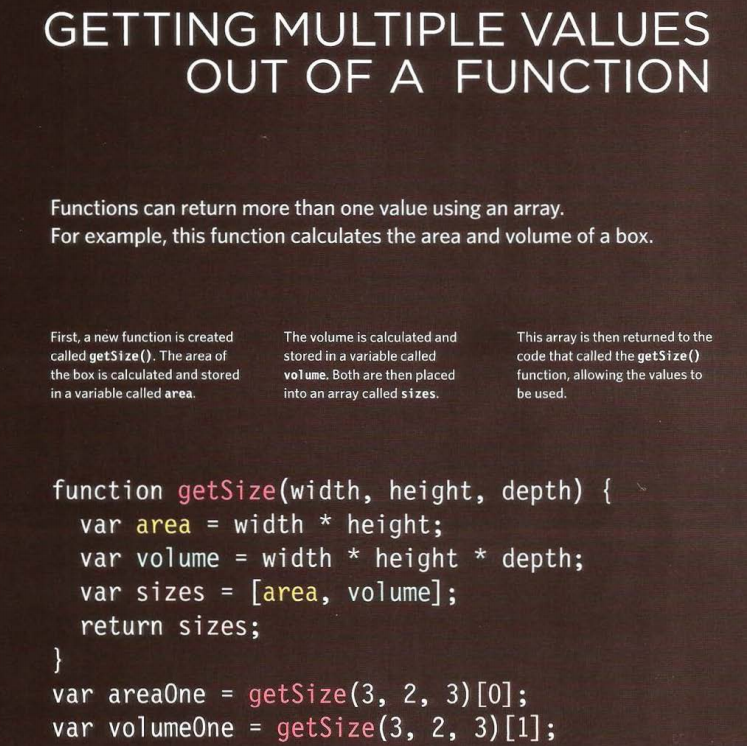 GETTING MULTIPLE VALUES
OUT OF A FUNCTION
Functions can return more than one value using an array.
For example, this function calculates the area and volume of a box.
First, a new function is created
called getSize(). The area of
the box is calculated and stored
in a variable called area.
The volume is calculated and
stored in a variable called
volume. Both are then placed
into an array called sizes.
This array is then returned to the
code that called the getSize()
function, allowing the values to
be used.
function getSize(width, height, depth) {
  var area = width * height;
  var volume = width * height * depth;
  var sizes = [area, volume];
  return sizes;
}
var areaOne = getSize(3, 2, 3)[0];
var volumeOne = getSize(3, 2, 3)[1];